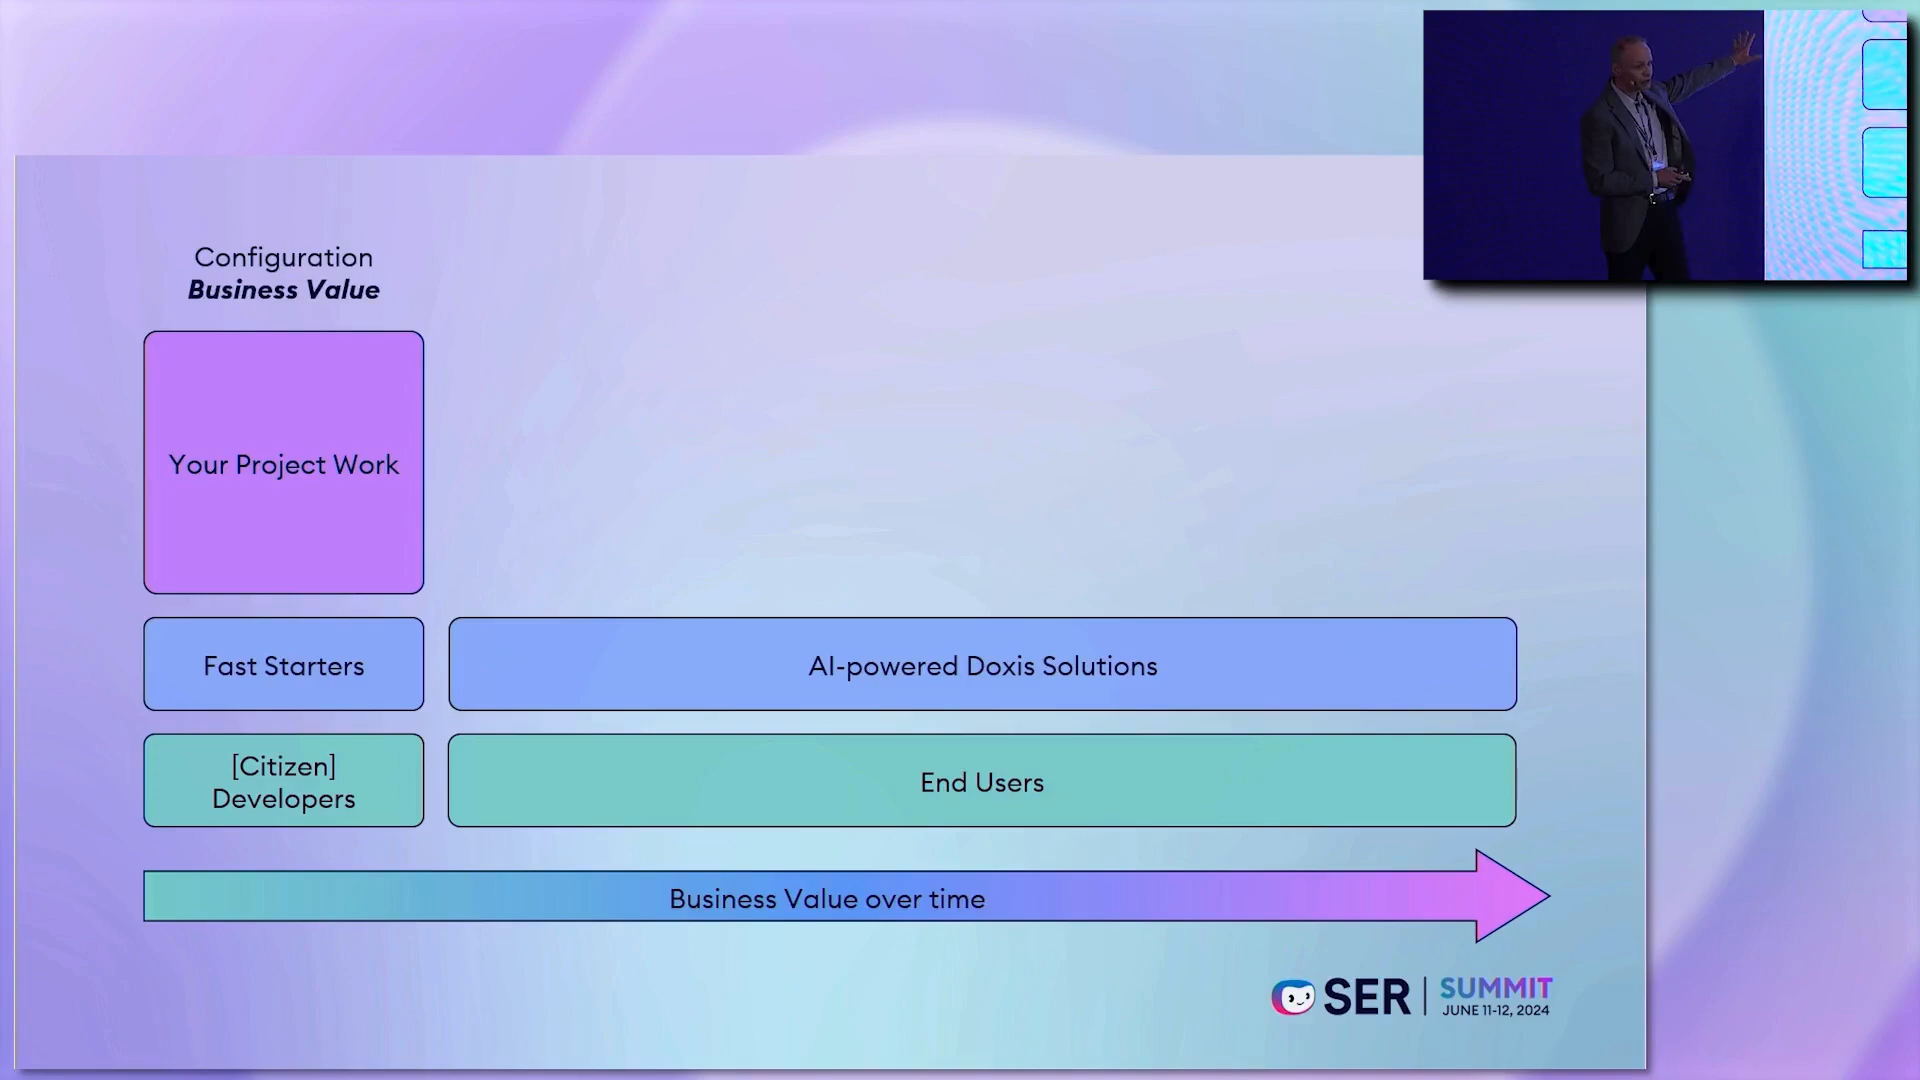 Configuration
Business Value
Your Project Work
Fast Starters
AI-powered Doxis Solutions
[Citizen]
Developers
End Users
Business Value over time
SER
SUMMIT
JUNE 11-12, 2024